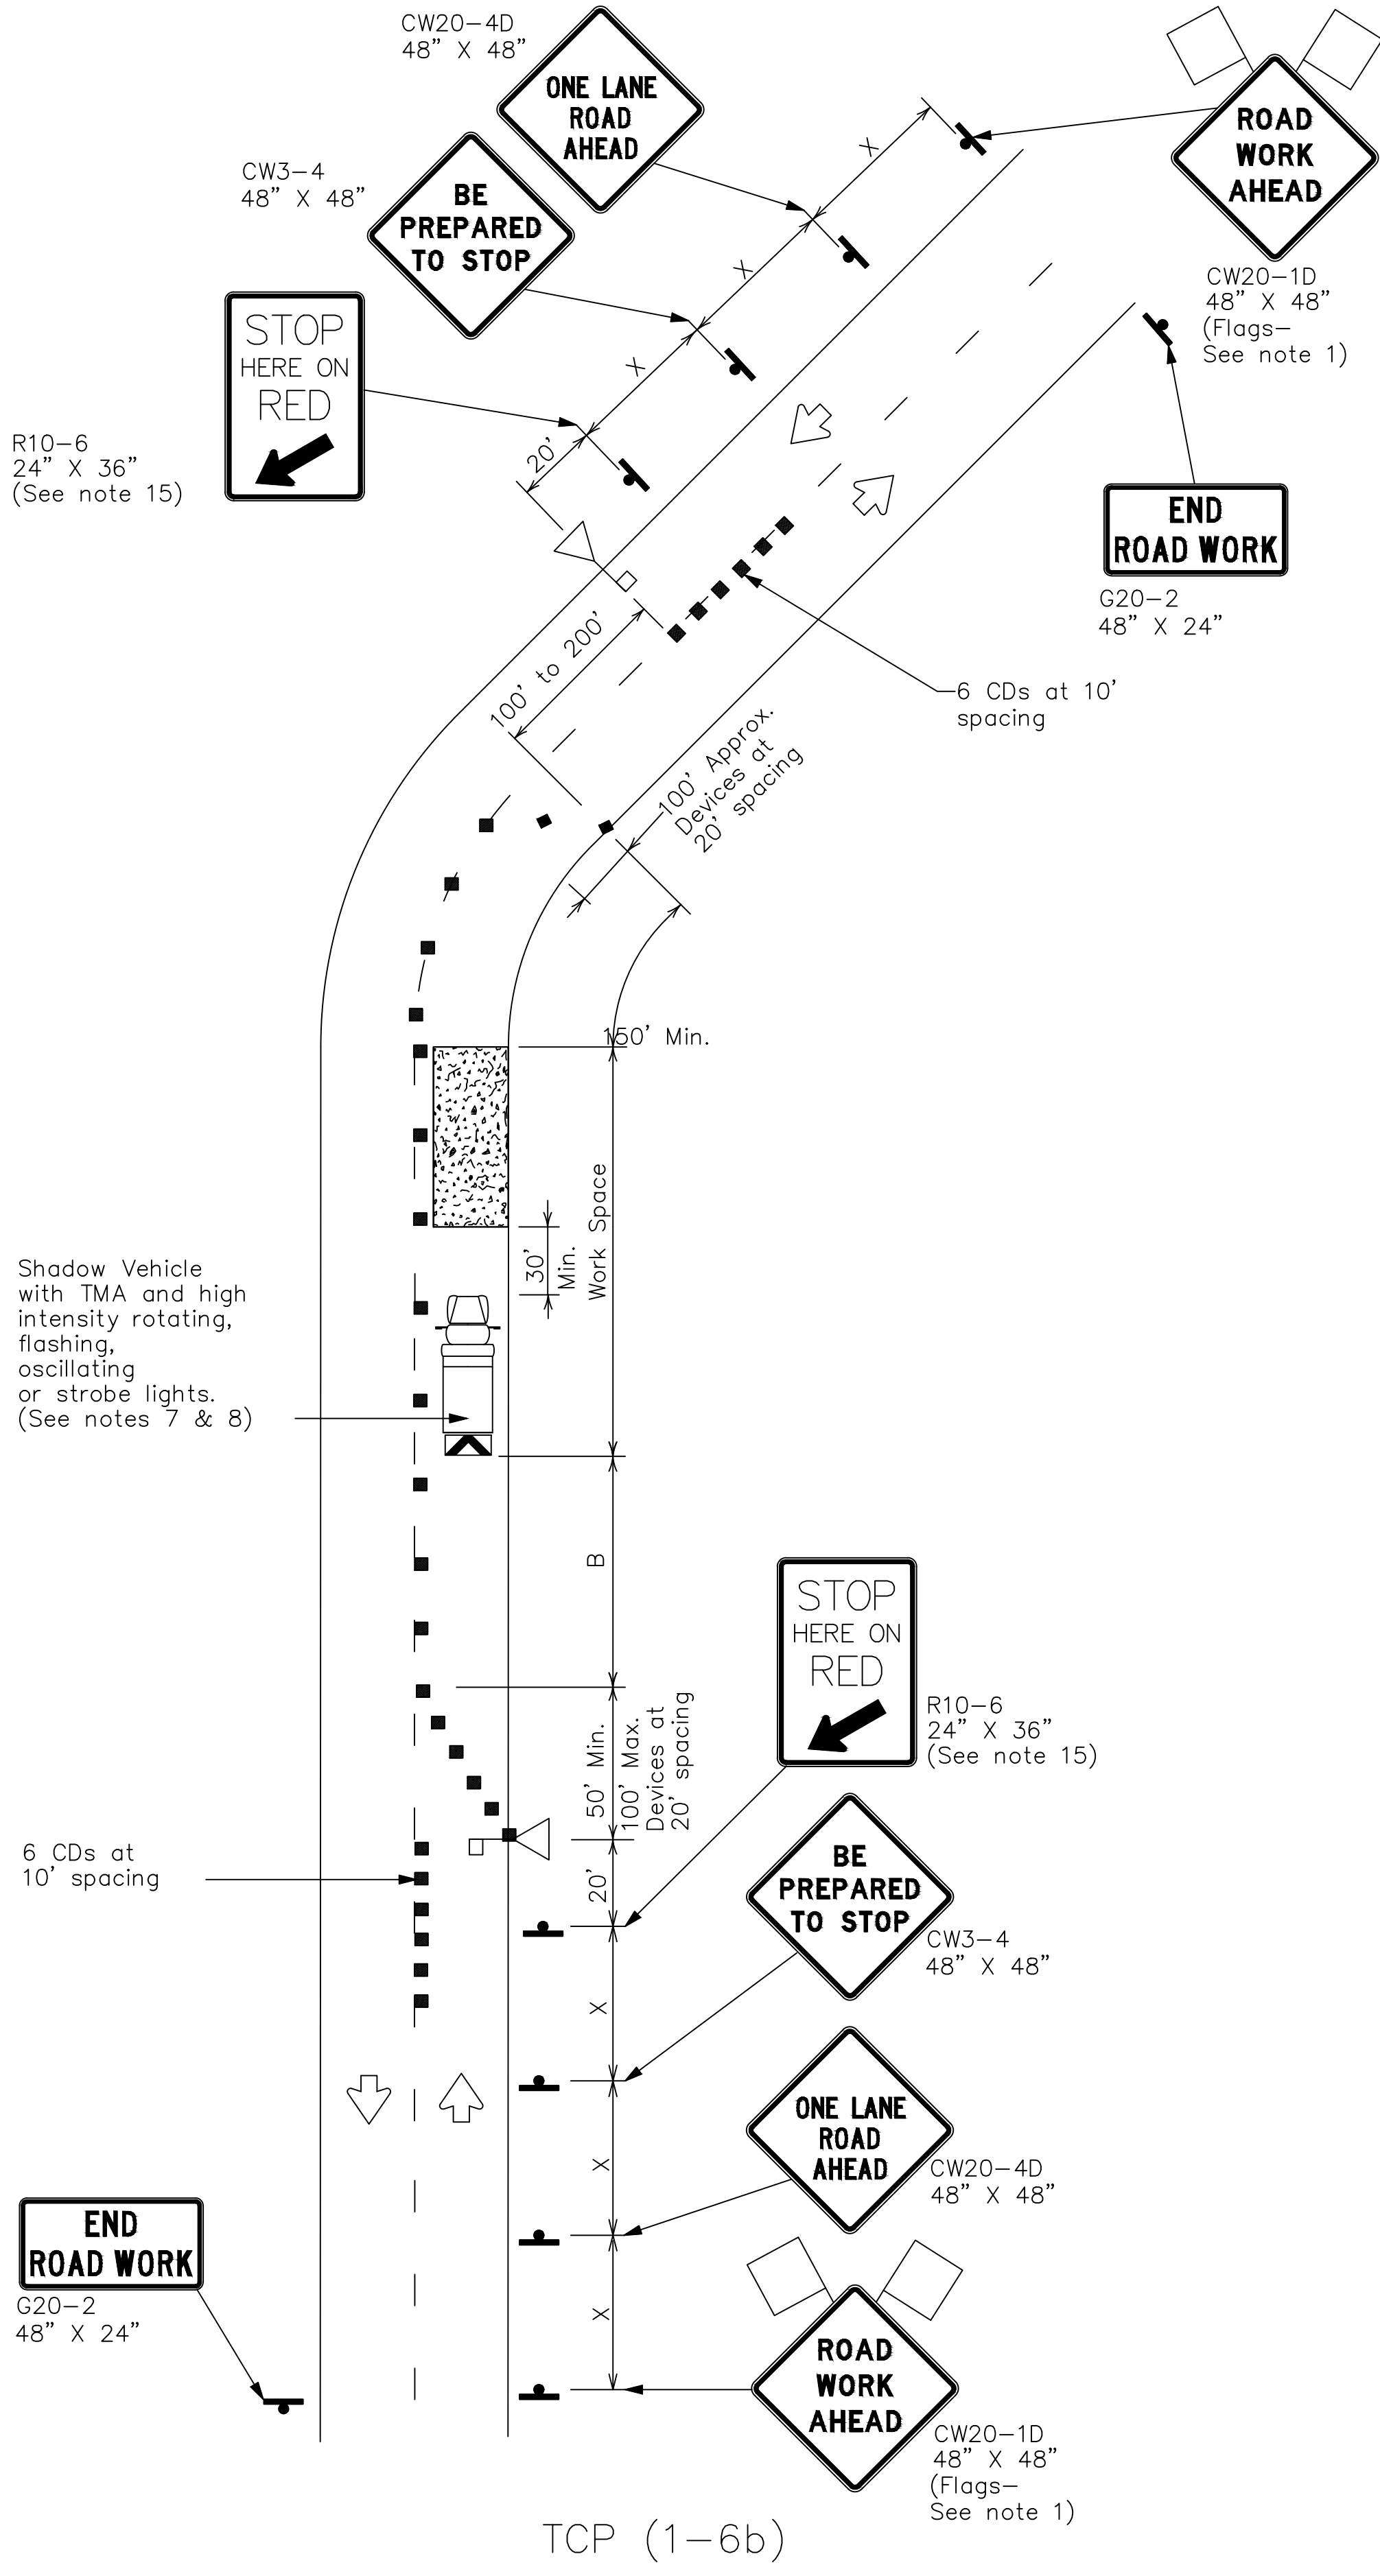 CW20-4D
48" X 48"
ONE LANE
ROAD
AHEAD
ROAD
WORK
AHEAD
CW20-1D
48" X 48"
(Flags-
See note 1)
CW3-4
48" X 48"
BE
PREPARED
TO STOP
X
X
X
STOP
HERE ON
RED
R10-6
24" X 36"
(See note 15)
20'
END
ROAD WORK
G20-2
48" X 24"
100' to 200'
6 CDs at 10'
spacing
100' Approx.
Devices at
20' spacing
150' Min.
Work Space
30'
Min.
Shadow Vehicle
with TMA and high
intensity rotating,
flashing,
oscillating
or strobe lights.
(See notes 7 & 8)
B
STOP
HERE ON
RED
R10-6
24" X 36"
(See note 15)
50' Min.
100' Max.
Devices at
20' spacing
6 CDs at
10' spacing
20'
BE
PREPARED
TO STOP
CW3-4
48" X 48"
X
ONE LANE
ROAD
AHEAD
CW20-4D
48" X 48"
X
END
ROAD WORK
G20-2
48" X 24"
X
ROAD
WORK
AHEAD
CW20-1D
48" X 48"
(Flags-
See note 1)
TCP (1-6b)